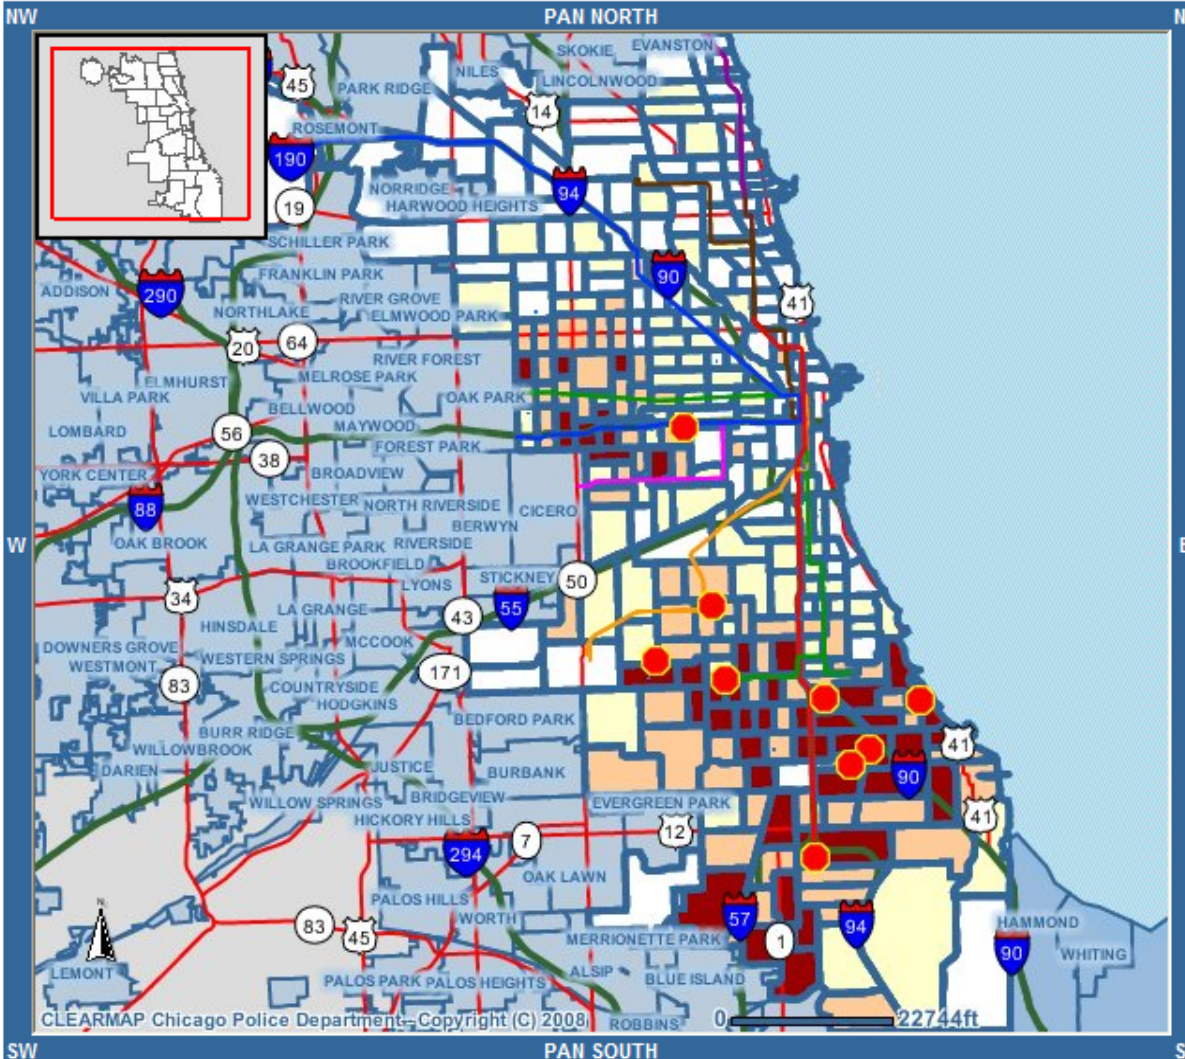 NW PAN NORTH N
SKOKIE EVANSTON
NILES LINCOLNWOOD
45 PARK RIDGE 14
ROSEMONT
190 94
NORRIDGE
19 HARWOOD HEIGHTS
SCHILLER PARK
FRANKLIN PARK 90
ADDISON 290 RIVER GROVE 41
NORTHLAKE ELMWOOD PARK
20 64
RIVER FOREST
ELMHURST MELROSE PARK
VILLA PARK OAK PARK
BELLWOOD
LOMBARD 56 MAYWOOD
FOREST PARK
38
YORK CENTER BROADVIEW
WESTCHESTER NORTH RIVERSIDE
88 CICERO
BERWYN
W OAK BROOK LA GRANGE PARK RIVERSIDE E
BROOKFIELD
LYONS STICKNEY 50
34 LA GRANGE 43 55
HINSDALE
DOWNERS GROVE MCCOOK
WESTMONT WESTERN SPRINGS
83 COUNTRYSIDE 171
HODGKINS
BURR RIDGE BEDFORD PARK
WILLOWBROOK 41
DARIEN JUSTICE BURBANK 90
WILLOW SPRINGS BRIDGEVIEW EVERGREEN PARK
HICKORY HILLS 41
12
294 7
OAK LAWN
PALOS HILLS
83 45 WORTH 57 1 94 HAMMOND
MERRIONETTE PARK 90 WHITING
N
LEMONT ALSIP
PALOS PARK PALOS HEIGHTS BLUE ISLAND
CLEARMAP Chicago Police Department--Copyright (C) 2008 ROBBINS 0 22744ft
SW PAN SOUTH S